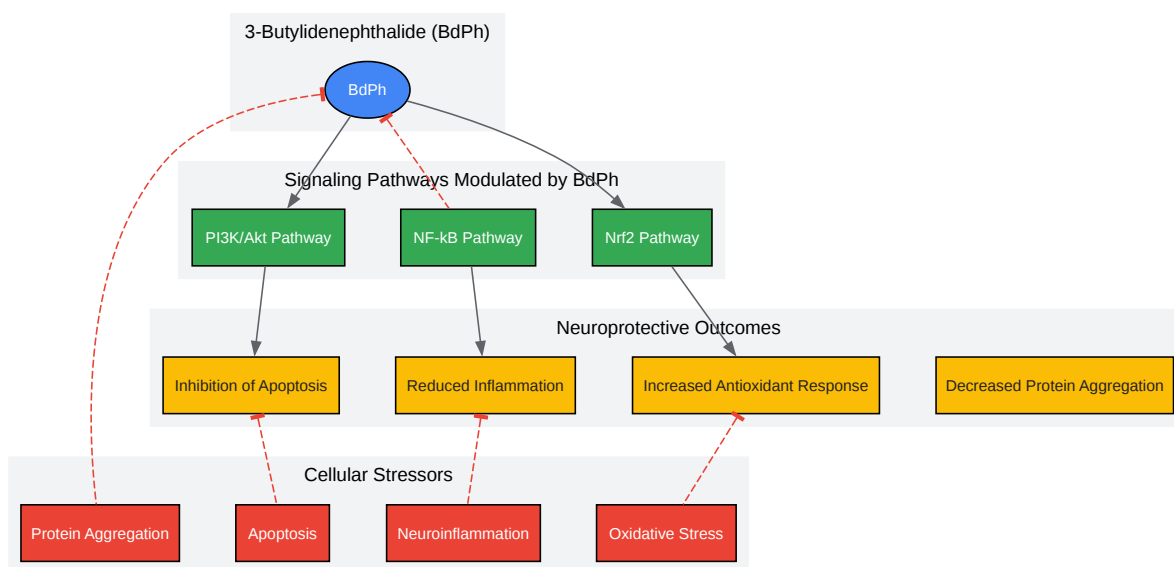 3-Butylidenephthalide (BdPh)
BdPh
Signaling Pathways Modulated by BdPh
PI3K/Akt Pathway
NF-kB Pathway
Nrf2 Pathway
Neuroprotective Outcomes
Inhibition of Apoptosis
Reduced Inflammation
Increased Antioxidant Response
Decreased Protein Aggregation
Cellular Stressors
Protein Aggregation
Apoptosis
Neuroinflammation
Oxidative Stress